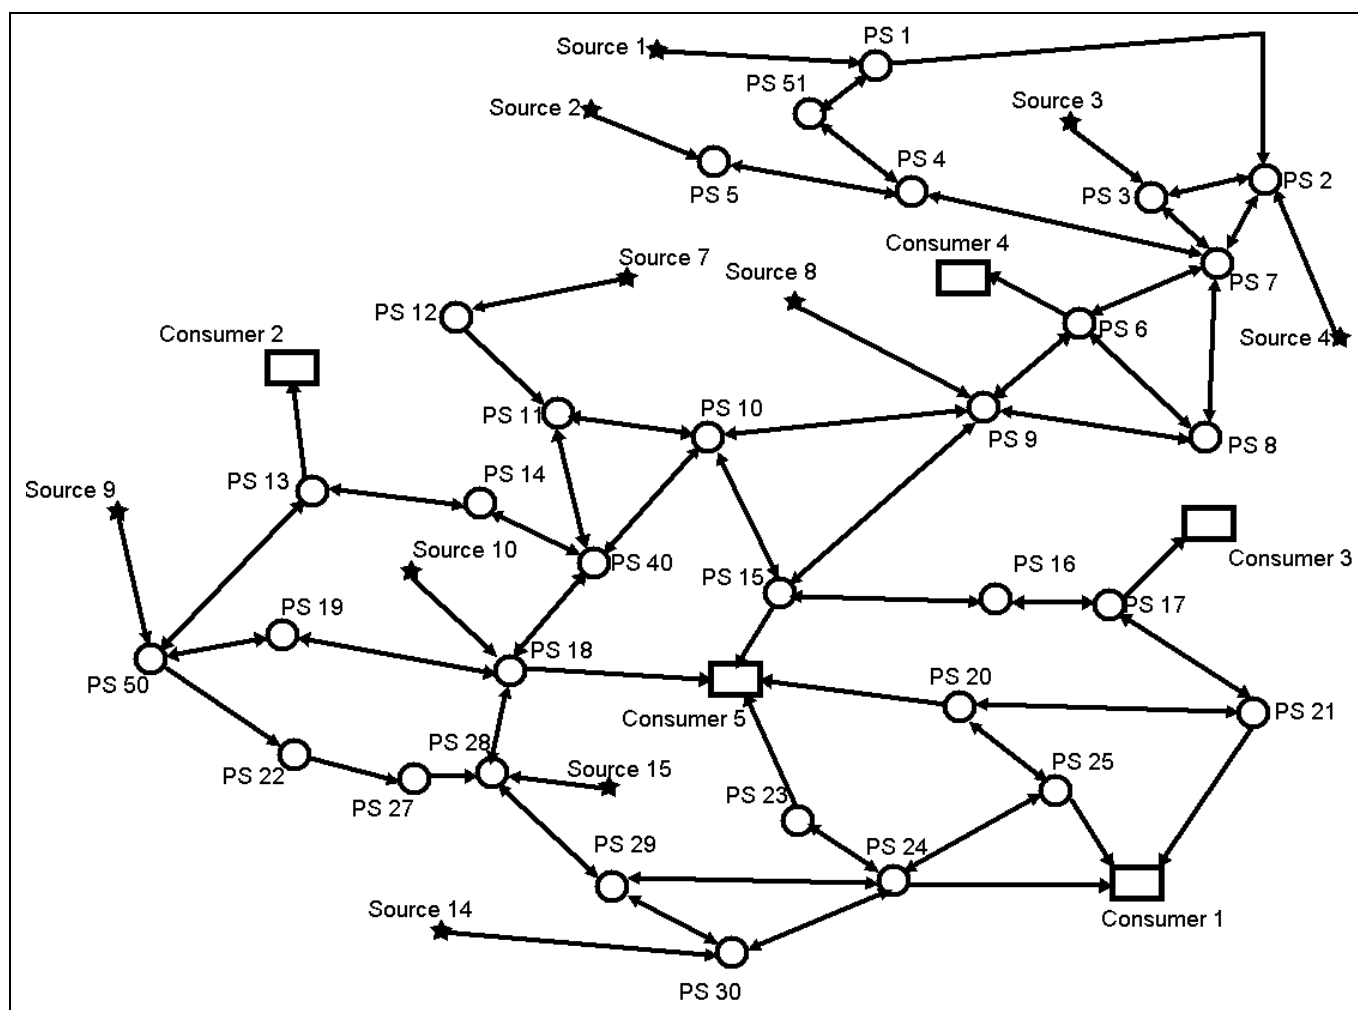 PS 1
Source 1
PS 51
Source 2
Source 3
PS 4
PS 5
PS 3
PS 2
Consumer 4
Source 7
Source 8
PS 7
PS 12
PS 6
Source 4
Consumer 2
PS 11
PS 10
PS 9
PS 8
PS 13
PS 14
Source 9
Source 10
PS 40
PS 15
PS 16
Consumer 3
PS 17
PS 19
PS 18
PS 50
PS 20
Consumer 5
PS 21
PS 28
PS 22
Source 15
PS 25
PS 27
PS 23
PS 29
PS 24
Source 14
Consumer 1
PS 30